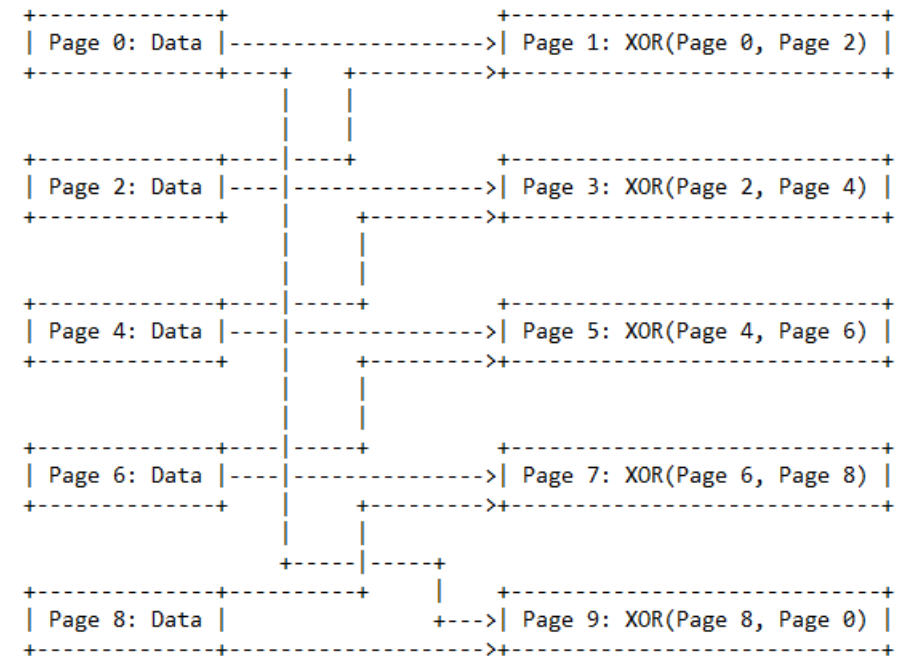 Page 0: Data
Page 1: XOR(Page 0, Page 2)
Page 2: Data
Page 3: XOR(Page 2, Page 4)
Page 4: Data
Page 5: XOR(Page 4, Page 6)
Page 6: Data
Page 7: XOR(Page 6, Page 8)
Page 8: Data
Page 9: XOR(Page 8, Page 0)